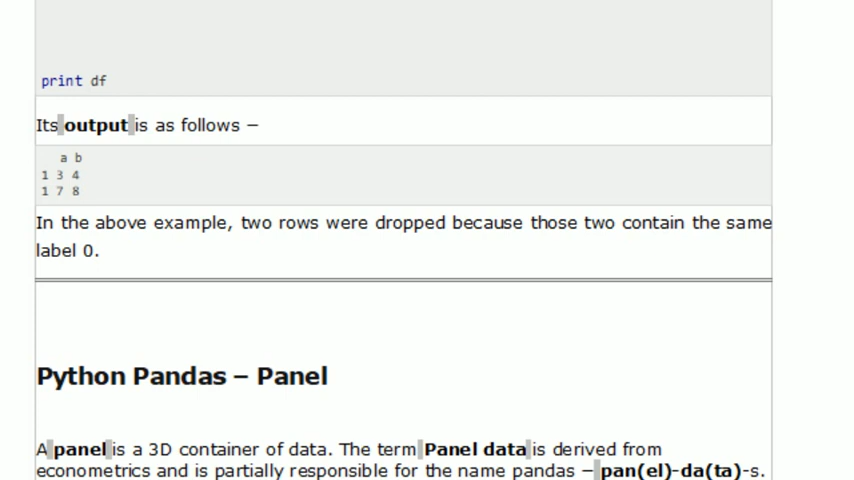 print df
Its output is as follows −
a b
1 3 4
1 7 8
In the above example, two rows were dropped because those two contain the same
label 0.
Python Pandas – Panel
A panel is a 3D container of data. The term Panel data is derived from
econometrics and is partially responsible for the name pandas − pan(el)-da(ta)-s.